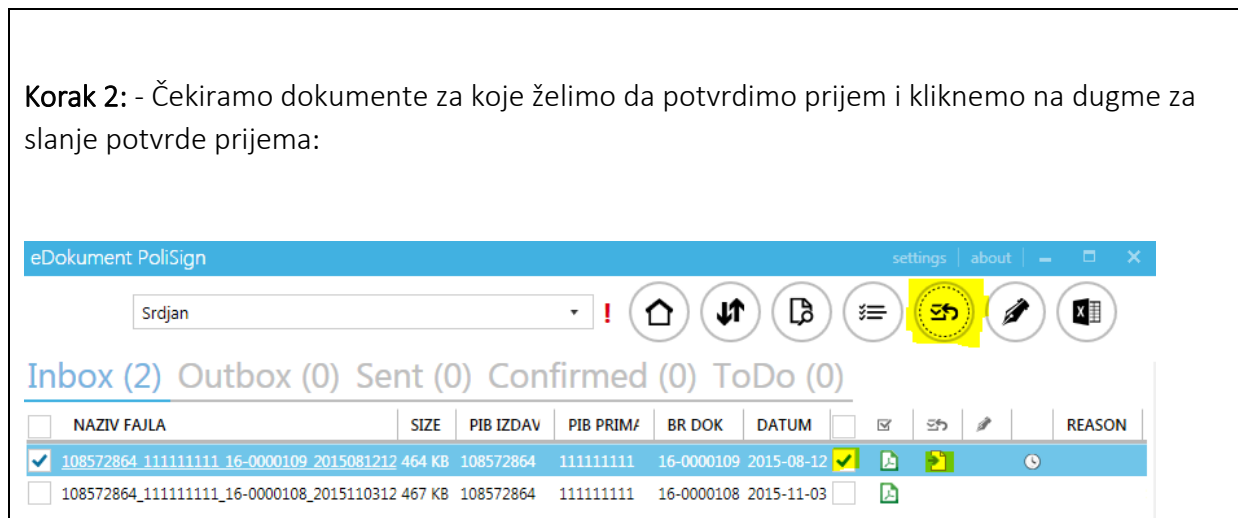 Korak 2: - Čekiramo dokumente za koje želimo da potvrdimo prijem i kliknemo na dugme za
slanje potvrde prijema:
eDokument PoliSign settings about
Srdjan !
Inbox (2) Outbox (0) Sent (0) Confirmed (0) ToDo (0)
NAZIV FAJLA SIZE PIB IZDAV PIB PRIMA BR DOK DATUM REASON
108572864_111111111_16-0000109_2015081212 464 KB 108572864 111111111 16-0000109 2015-08-12
108572864_111111111_16-0000108_2015110312 467 KB 108572864 111111111 16-0000108 2015-11-03